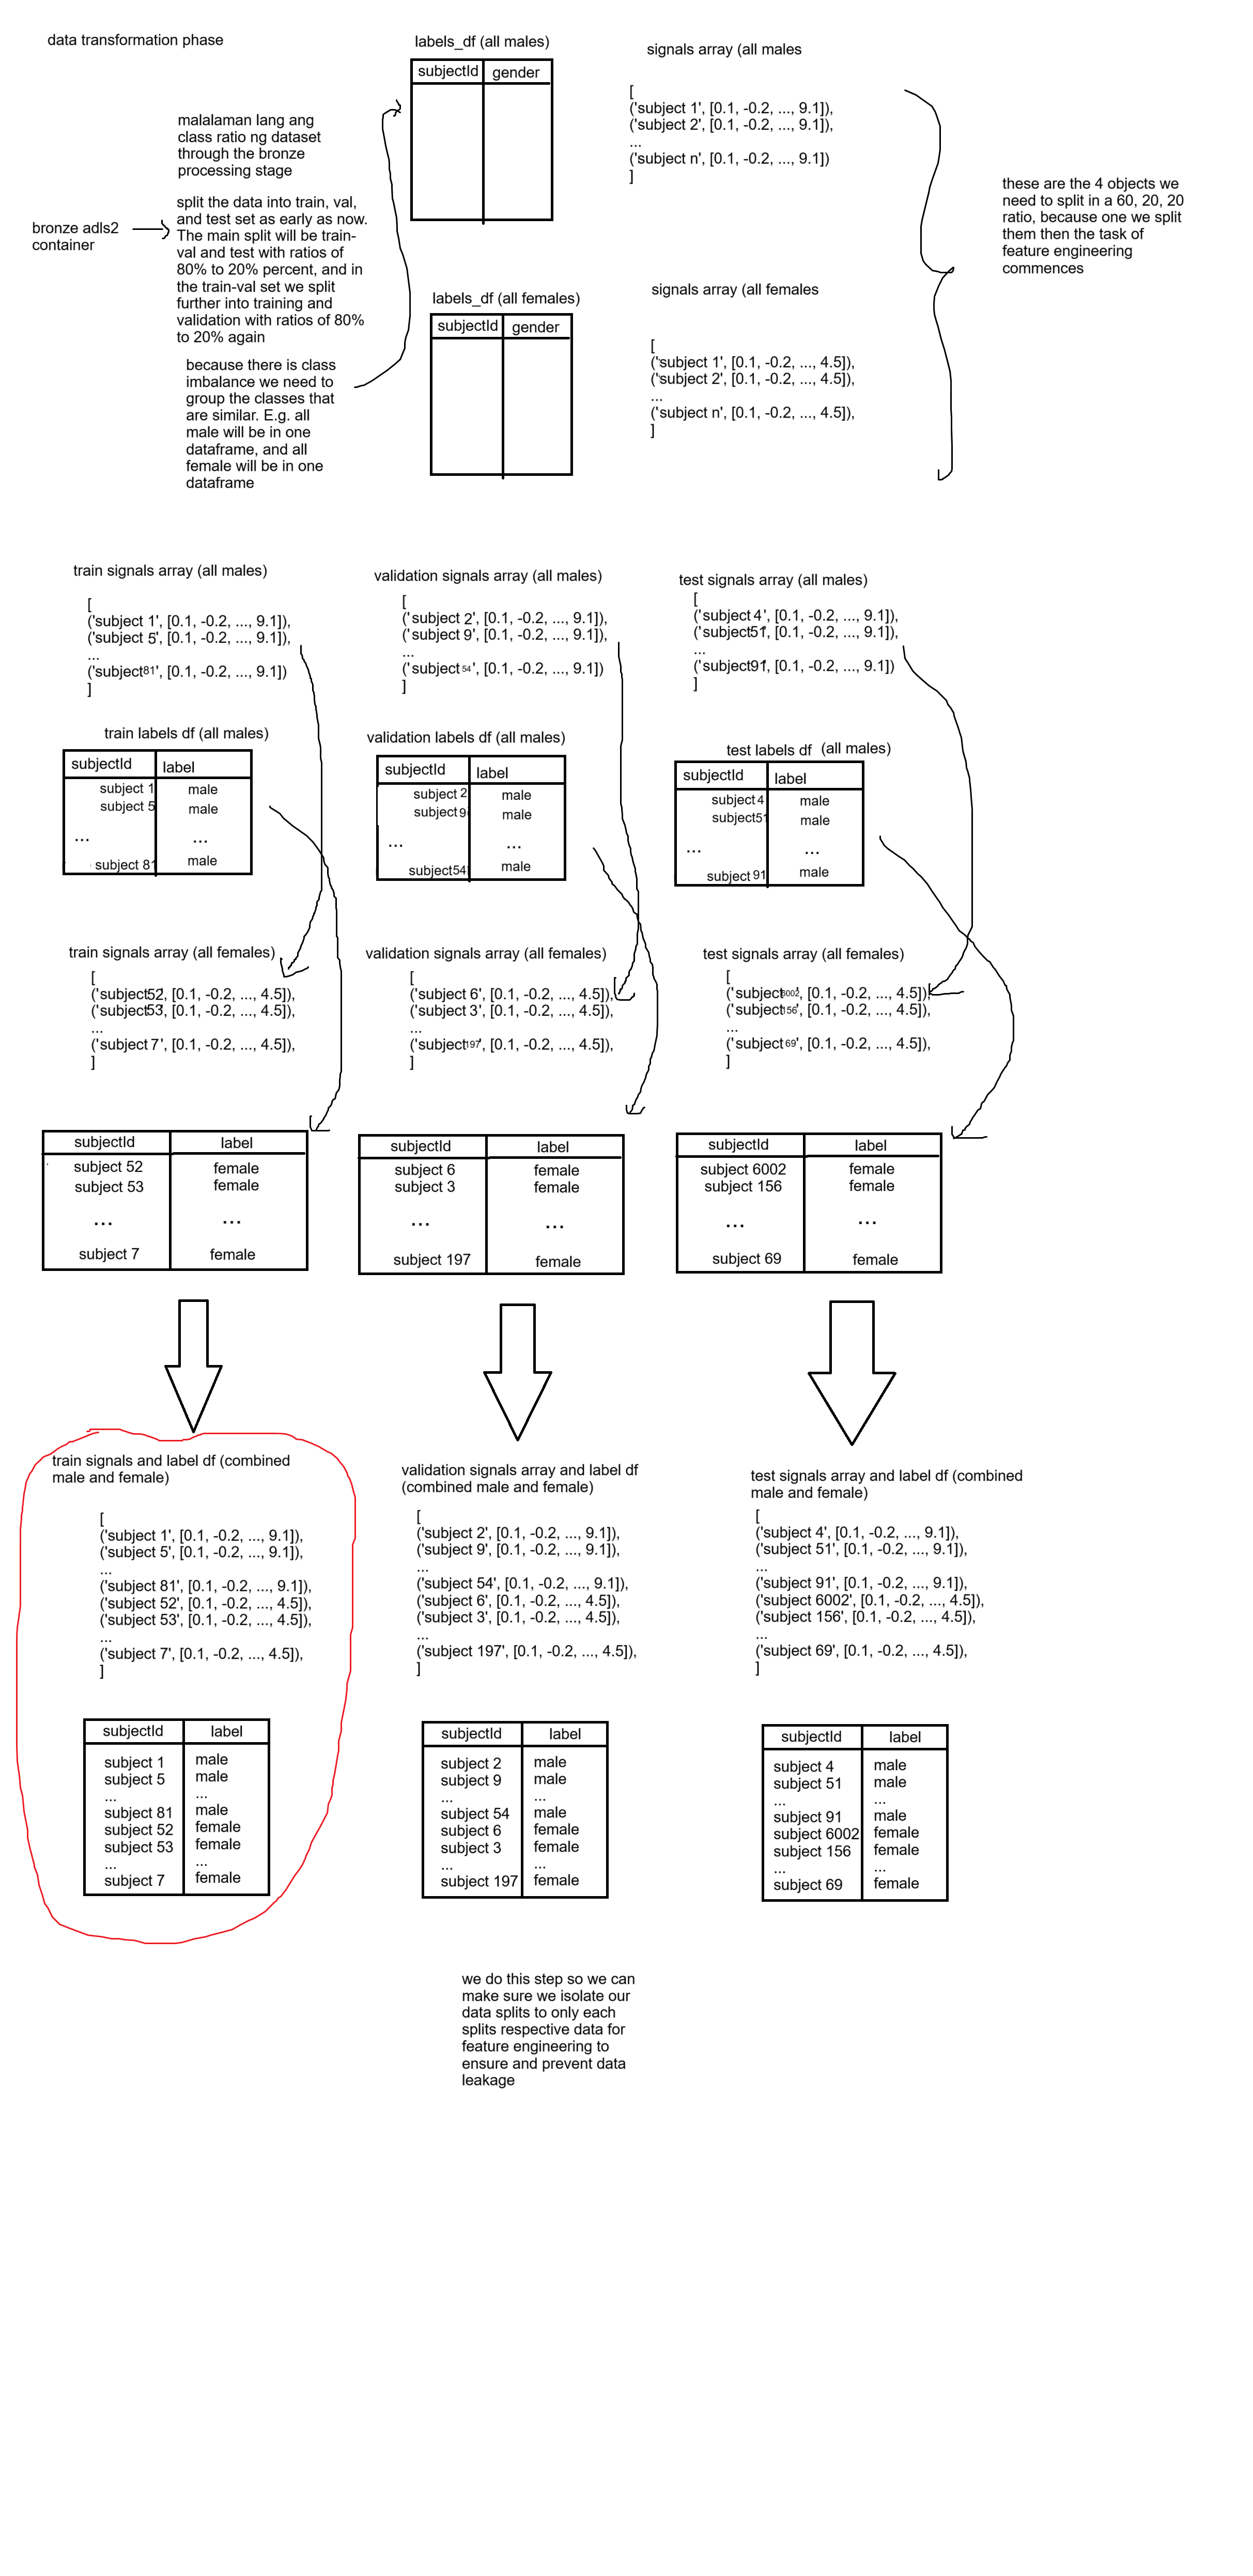 data transformation phase
malalaman lang ang
class ratio ng dataset
through the bronze
processing stage
bronze adls2
container
split the data into train, val,
and test set as early as now.
The main split will be train-
val and test with ratios of
80% to 20% percent, and in
the train-val set we split
further into training and
validation with ratios of 80%
to 20% again
because there is class
imbalance we need to
group the classes that
are similar. E.g. all
male will be in one
dataframe, and all
female will be in one
dataframe
labels_df (all males)
subjectId gender
signals array (all males
[
('subject 1', [0.1, -0.2, ..., 9.1]),
('subject 2', [0.1, -0.2, ..., 9.1]),
...
('subject n', [0.1, -0.2, ..., 9.1])
]
labels_df (all females)
subjectId gender
signals array (all females
[
('subject 1', [0.1, -0.2, ..., 4.5]),
('subject 2', [0.1, -0.2, ..., 4.5]),
...
('subject n', [0.1, -0.2, ..., 4.5]),
]
these are the 4 objects we
need to split in a 60, 20, 20
ratio, because one we split
them then the task of
feature engineering
commences
train signals array (all males)
[
('subject 1', [0.1, -0.2, ..., 9.1]),
('subject 5', [0.1, -0.2, ..., 9.1]),
...
('subject81', [0.1, -0.2, ..., 9.1])
]
validation signals array (all males)
[
('subject 2', [0.1, -0.2, ..., 9.1]),
('subject 9', [0.1, -0.2, ..., 9.1]),
...
('subject 54', [0.1, -0.2, ..., 9.1])
]
test signals array (all males)
[
('subject 4', [0.1, -0.2, ..., 9.1]),
('subject51', [0.1, -0.2, ..., 9.1]),
...
('subject91', [0.1, -0.2, ..., 9.1])
]
train labels df (all males)
subjectId label
subject 1 male
subject 5 male
... ...
subject 81 male
validation labels df (all males)
subjectId label
subject 2 male
subject 9 male
... ...
subject54 male
test labels df (all males)
subjectId label
subject 4 male
subject51 male
... ...
subject 91 male
train signals array (all females)
[
('subject52', [0.1, -0.2, ..., 4.5]),
('subject53', [0.1, -0.2, ..., 4.5]),
...
('subject 7', [0.1, -0.2, ..., 4.5]),
]
validation signals array (all females)
[
('subject 6', [0.1, -0.2, ..., 4.5]),
('subject 3', [0.1, -0.2, ..., 4.5]),
...
('subject197', [0.1, -0.2, ..., 4.5]),
]
test signals array (all females)
[
('subject6002', [0.1, -0.2, ..., 4.5]),
('subject156', [0.1, -0.2, ..., 4.5]),
...
('subject 69', [0.1, -0.2, ..., 4.5]),
]
subjectId label
subject 52 female
subject 53 female
... ...
subject 7 female
subjectId label
subject 6 female
subject 3 female
... ...
subject 197 female
subjectId label
subject 6002 female
subject 156 female
... ...
subject 69 female
train signals and label df (combined
male and female)
[
('subject 1', [0.1, -0.2, ..., 9.1]),
('subject 5', [0.1, -0.2, ..., 9.1]),
...
('subject 81', [0.1, -0.2, ..., 9.1]),
('subject 52', [0.1, -0.2, ..., 4.5]),
('subject 53', [0.1, -0.2, ..., 4.5]),
...
('subject 7', [0.1, -0.2, ..., 4.5]),
]
subjectId label
subject 1 male
subject 5 male
... ...
subject 81 male
subject 52 female
subject 53 female
... ...
subject 7 female
validation signals array and label df
(combined male and female)
[
('subject 2', [0.1, -0.2, ..., 9.1]),
('subject 9', [0.1, -0.2, ..., 9.1]),
...
('subject 54', [0.1, -0.2, ..., 9.1]),
('subject 6', [0.1, -0.2, ..., 4.5]),
('subject 3', [0.1, -0.2, ..., 4.5]),
...
('subject 197', [0.1, -0.2, ..., 4.5]),
]
subjectId label
subject 2 male
subject 9 male
... ...
subject 54 male
subject 6 female
subject 3 female
... ...
subject 197 female
test signals array and label df (combined
male and female)
[
('subject 4', [0.1, -0.2, ..., 9.1]),
('subject 51', [0.1, -0.2, ..., 9.1]),
...
('subject 91', [0.1, -0.2, ..., 9.1]),
('subject 6002', [0.1, -0.2, ..., 4.5]),
('subject 156', [0.1, -0.2, ..., 4.5]),
...
('subject 69', [0.1, -0.2, ..., 4.5]),
]
subjectId label
subject 4 male
subject 51 male
... ...
subject 91 male
subject 6002 female
subject 156 female
... ...
subject 69 female
we do this step so we can
make sure we isolate our
data splits to only each
splits respective data for
feature engineering to
ensure and prevent data
leakage